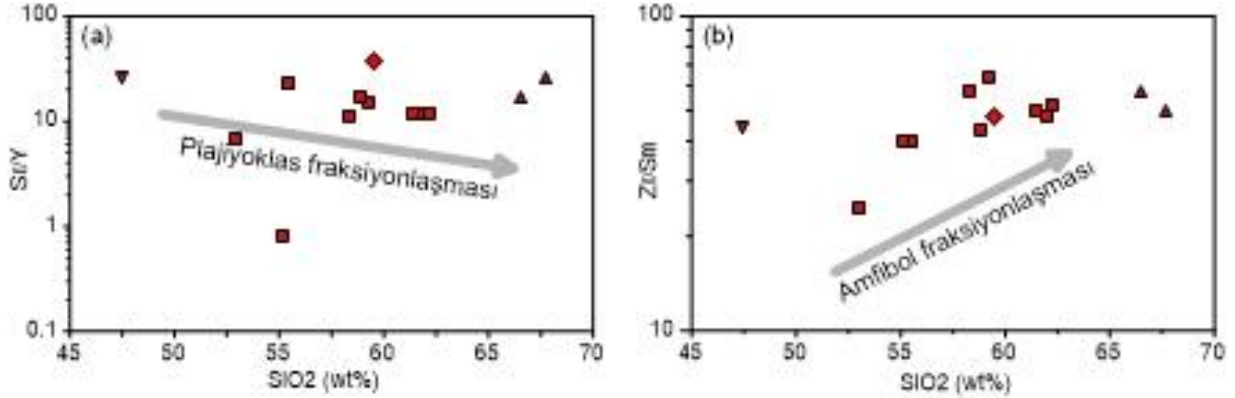 100
(a)
10
1
0.1
Sr/Y
Plajiyoklas fraksiyonlaşması
45 50 55 60 65 70
SIO2 (wt%)
100
(b)
10
Zr/Sm
Amfibol fraksiyonlaşması
45 50 55 60 65 70
SIO2 (wt%)